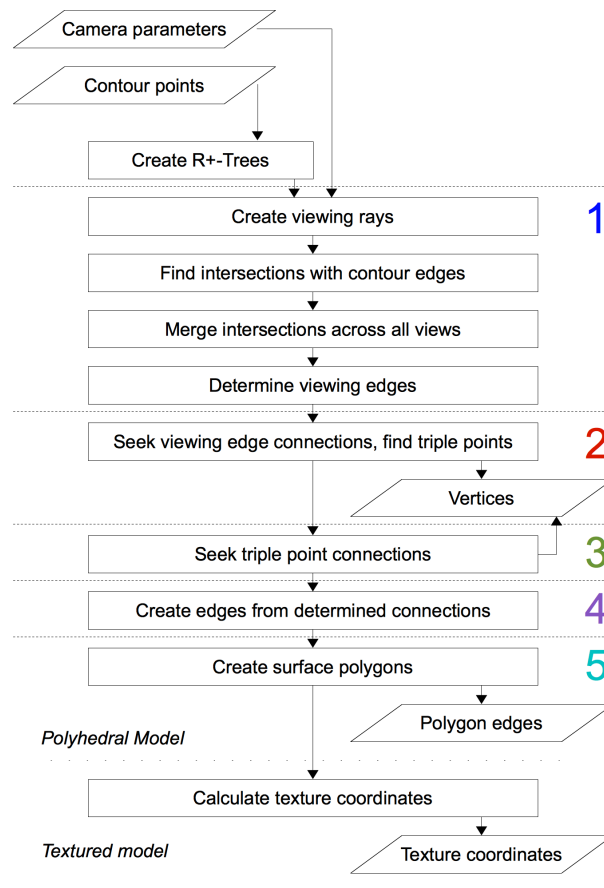 Camera parameters
Contour points
Create R+-Trees
Create viewing rays
1
Find intersections with contour edges
Merge intersections across all views
Determine viewing edges
Seek viewing edge connections, find triple points
2
Vertices
Seek triple point connections
3
Create edges from determined connections
4
Create surface polygons
5
Polygon edges
Polyhedral Model
Calculate texture coordinates
Textured model
Texture coordinates